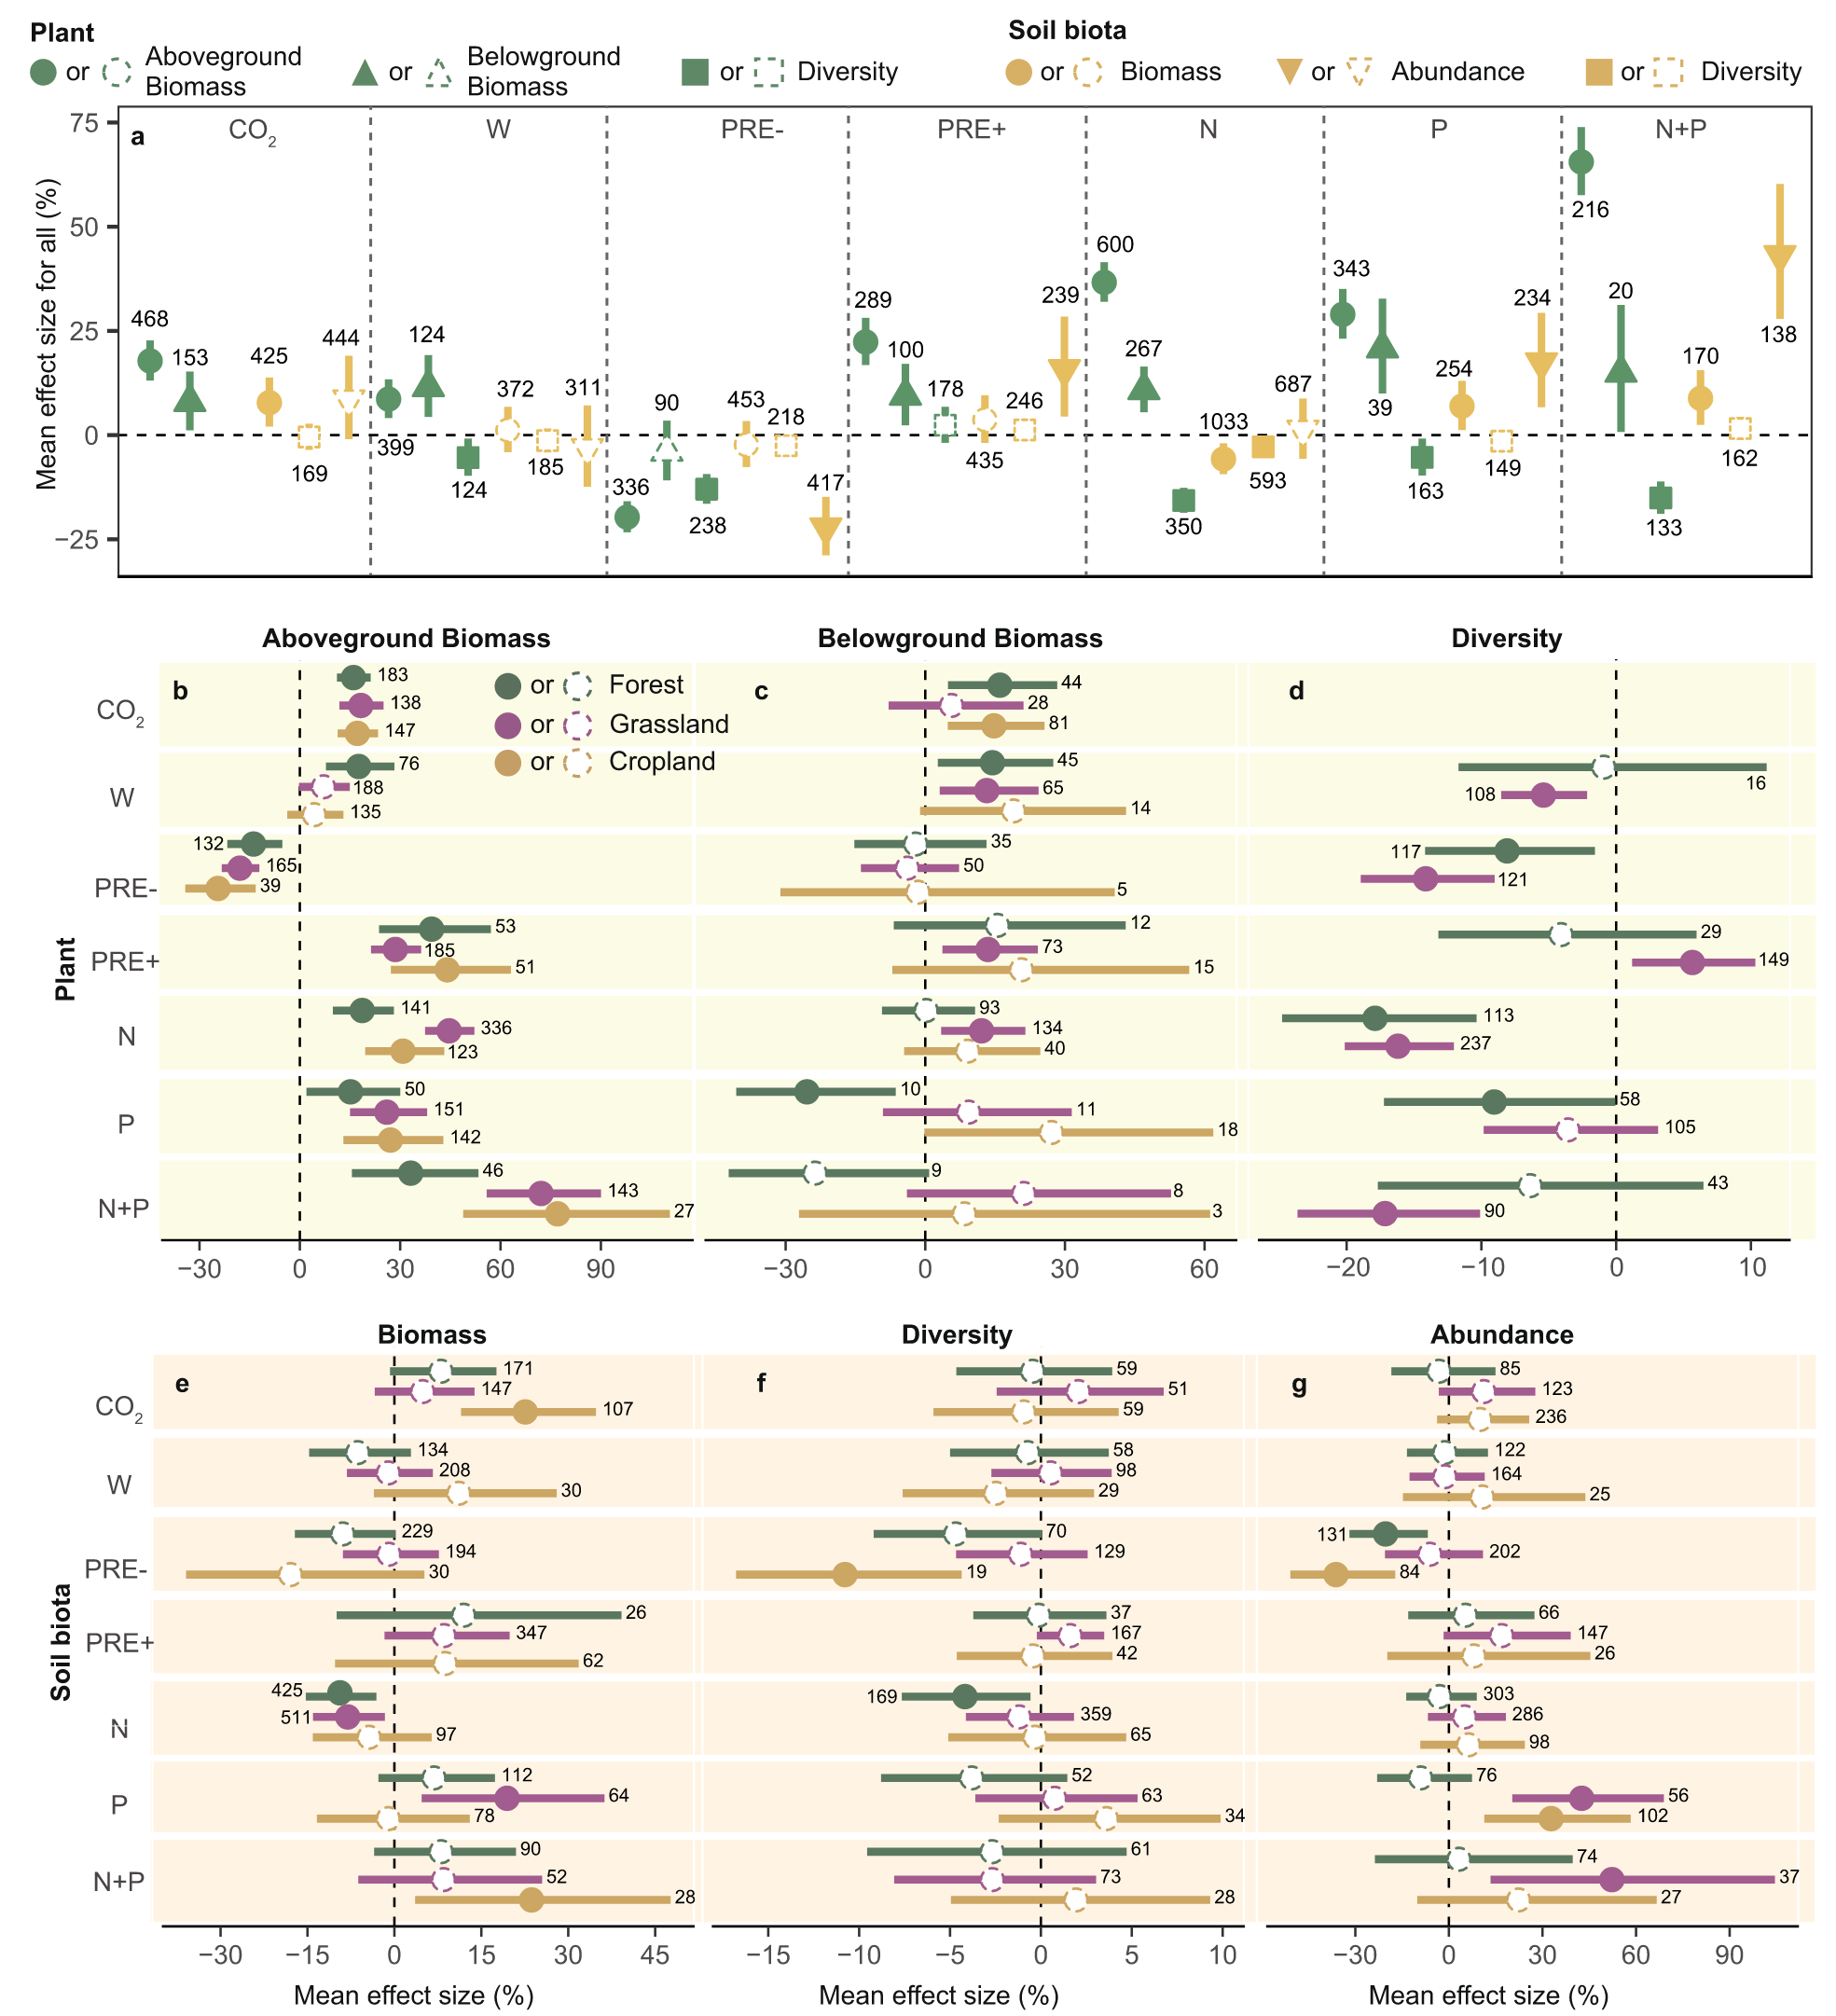 Plant
Soil biota
or Aboveground Biomass
or Belowground Biomass
or Diversity
or Biomass
or Abundance
or Diversity
a
CO2 W PRE- PRE+ N P N+P
Mean effect size for all (%)
75
50
25
0
−25
468 153 425 169 444
399 124 124 372 185 311
336 90 238 453 218 417
289 100 178 435 246 239
600 267 350 1033 593 687
343 39 163 254 149 234
216 20 133 170 162 138
Aboveground Biomass
Belowground Biomass
Diversity
Plant
b
or Forest
or Grassland
or Cropland
CO2
183
138
147
W
76
188
135
PRE-
132
165
39
PRE+
53
185
51
N
141
336
123
P
50
151
142
N+P
46
143
27
−30 0 30 60 90
c
44
28
81
45
65
14
35
50
5
12
73
15
93
134
40
10
11
18
9
8
3
−30 0 30 60
d
16
108
117
121
29
149
113
237
58
105
43
90
−20 −10 0 10
Biomass
Diversity
Abundance
Soil biota
e
CO2
171
147
107
W
134
208
30
PRE-
229
194
30
PRE+
26
347
62
N
425
511
97
P
112
64
78
N+P
90
52
28
−30 −15 0 15 30 45
Mean effect size (%)
f
59
51
59
58
98
29
70
129
19
37
167
42
169
359
65
52
63
34
61
73
28
−15 −10 −5 0 5 10
Mean effect size (%)
g
85
123
236
122
164
25
131
202
84
66
147
26
303
286
98
76
56
102
74
37
27
−30 0 30 60 90
Mean effect size (%)